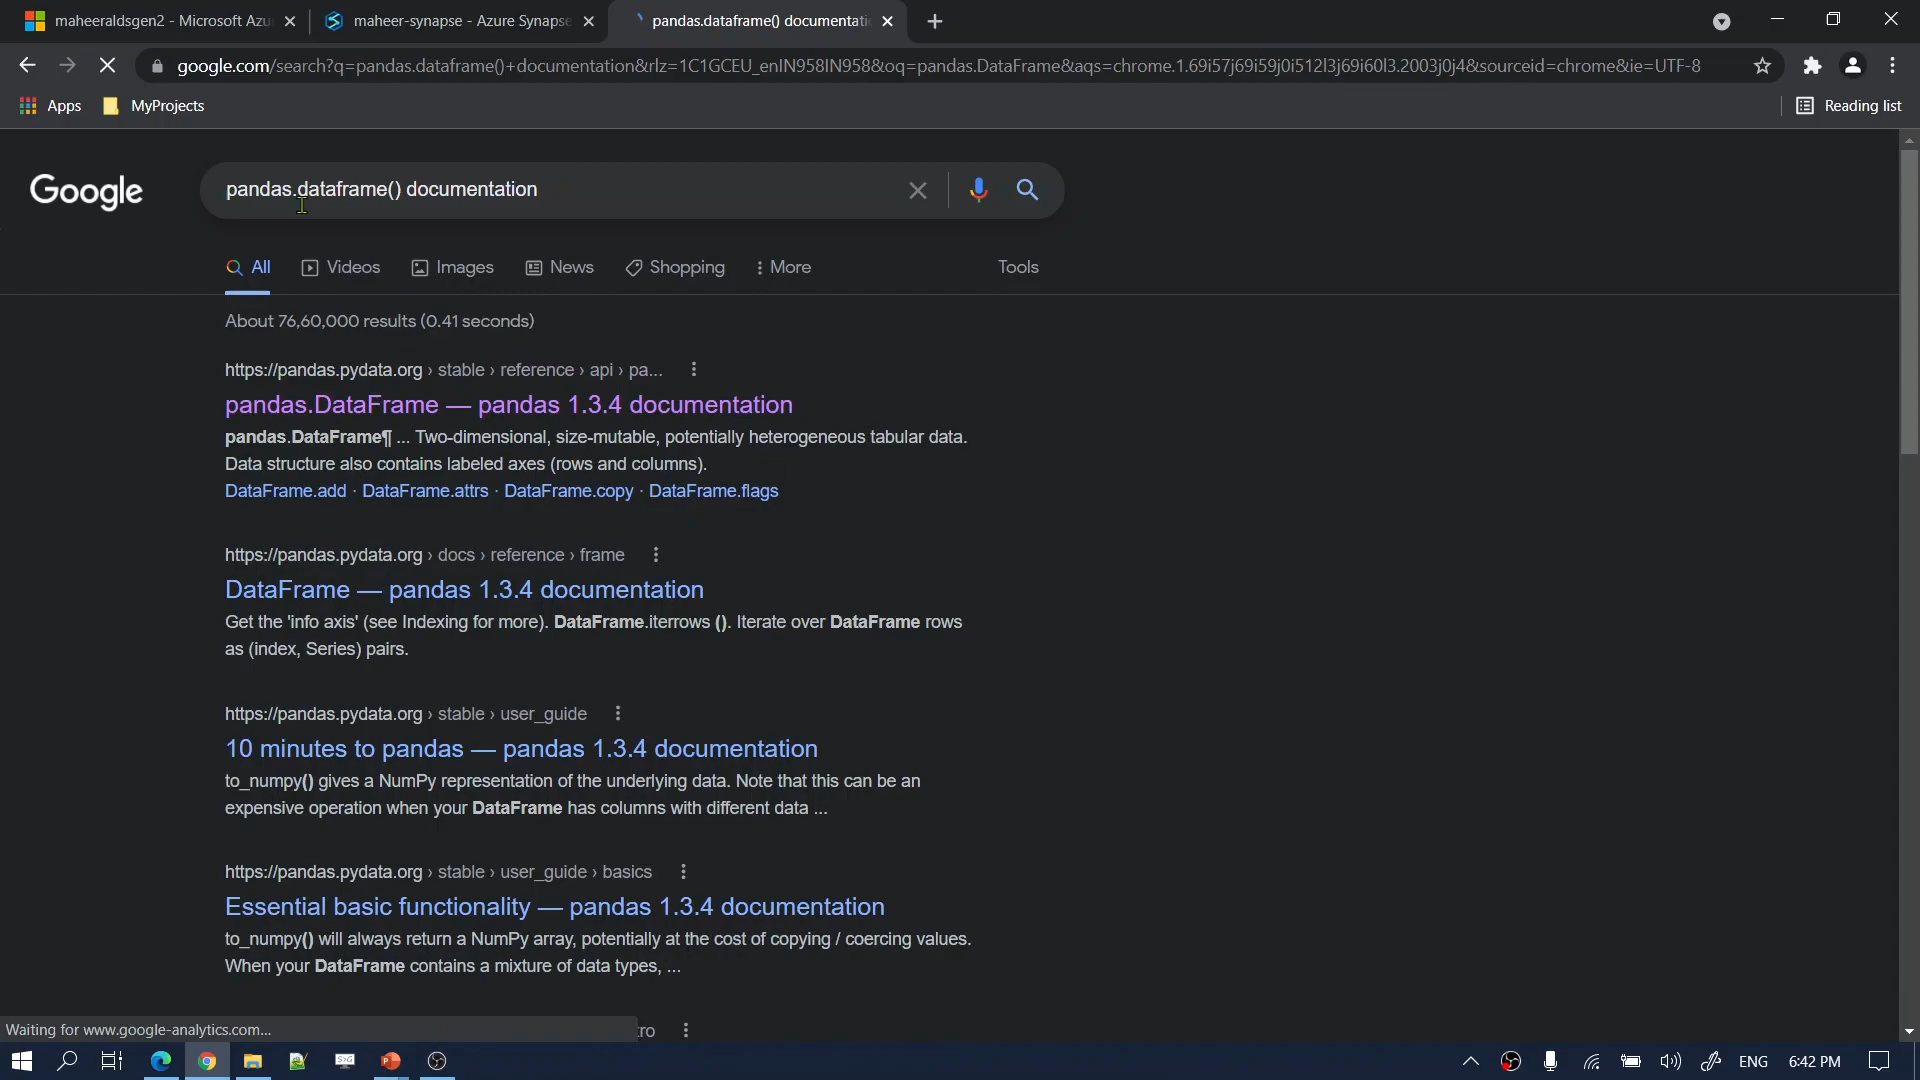 maheeraldsgen2 - Microsoft Azu
maheer-synapse - Azure Synapse
pandas.dataframe() documentati
google.com/search?q=pandas.dataframe()+documentation&rlz=1C1GCEU_enIN958IN958&oq=pandas.DataFrame&aqs=chrome.1.69i57j69i59j0i512l3j69i60l3.2003j0j4&sourceid=chrome&ie=UTF-8
Apps
MyProjects
Reading list
Google
pandas.dataframe() documentation
All
Videos
Images
News
Shopping
More
Tools
About 76,60,000 results (0.41 seconds)
https://pandas.pydata.org › stable › reference › api › pa...
pandas.DataFrame — pandas 1.3.4 documentation
pandas.DataFrame¶ ... Two-dimensional, size-mutable, potentially heterogeneous tabular data.
Data structure also contains labeled axes (rows and columns).
DataFrame.add · DataFrame.attrs · DataFrame.copy · DataFrame.flags
https://pandas.pydata.org › docs › reference › frame
DataFrame — pandas 1.3.4 documentation
Get the 'info axis' (see Indexing for more). DataFrame.iterrows (). Iterate over DataFrame rows
as (index, Series) pairs.
https://pandas.pydata.org › stable › user_guide
10 minutes to pandas — pandas 1.3.4 documentation
to_numpy() gives a NumPy representation of the underlying data. Note that this can be an
expensive operation when your DataFrame has columns with different data ...
https://pandas.pydata.org › stable › user_guide › basics
Essential basic functionality — pandas 1.3.4 documentation
to_numpy() will always return a NumPy array, potentially at the cost of copying / coercing values.
When your DataFrame contains a mixture of data types, ...
Waiting for www.google-analytics.com...
ro
ENG
6:42 PM